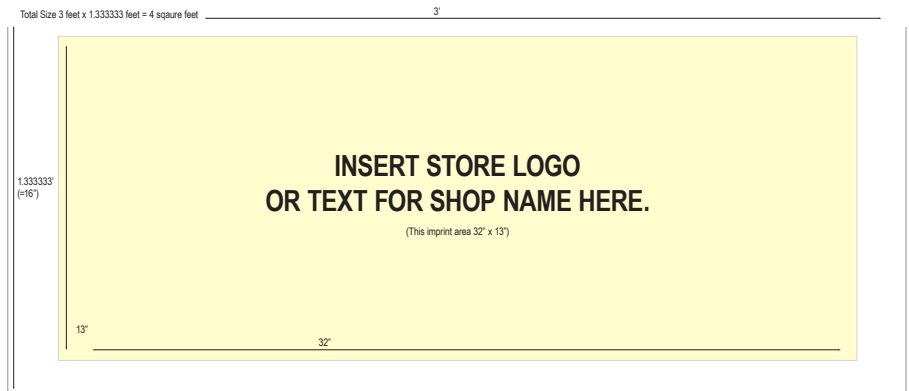 Total Size 3 feet x 1.333333 feet = 4 sqaure feet
3'
1.333333'
(=16")
INSERT STORE LOGO
OR TEXT FOR SHOP NAME HERE.
(This imprint area 32" x 13")
13"
32"